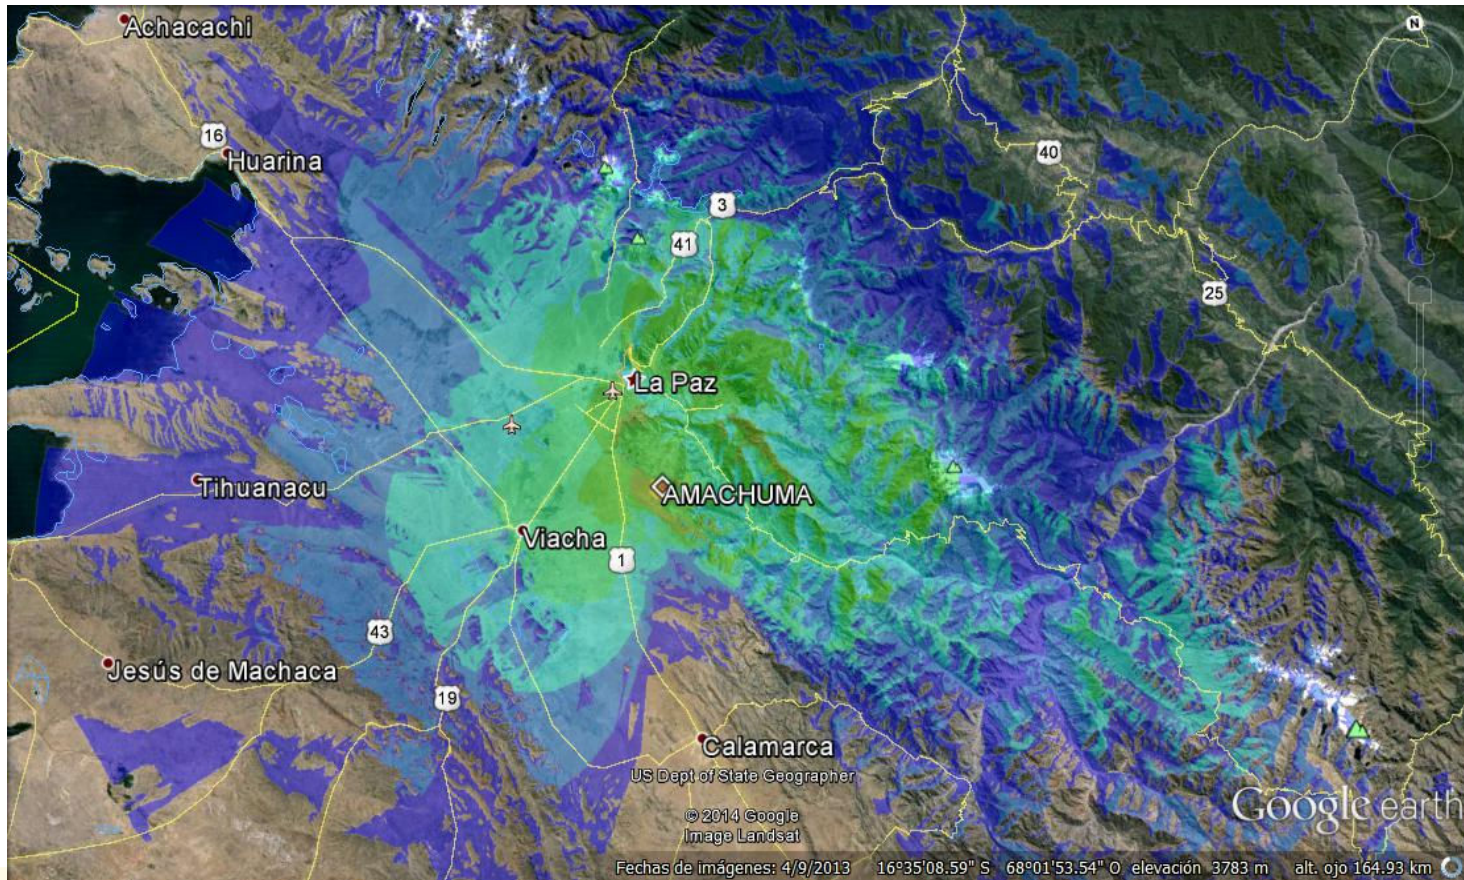 Achacachi
N
16
Huarina
40
3
41
25
La Paz
Tihuanacu
AMACHUMA
Viacha
1
43
Jesús de Machaca
19
Calamarca
US Dept of State Geographer
© 2014 Google
Image Landsat
Google earth
Fechas de imágenes: 4/9/2013 16°35'08.59" S 68°01'53.54" O elevación 3783 m alt. ojo 164.93 km